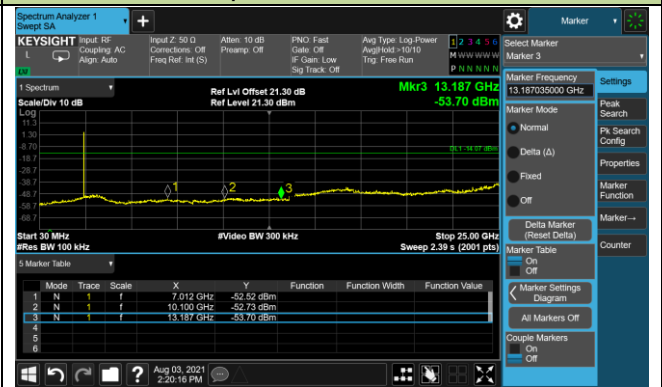 Spectrum Analyzer 1
Swept SA
+
Marker
KEYSIGHT
L
Input: RF
Coupling: AC
Align: Auto
Input Z: 50 Ω
Corrections: Off
Freq Ref: Int (S)
Atten: 10 dB
Preamp: Off
PNO: Fast
Gate: Off
IF Gain: Low
Sig Track: Off
Avg Type: Log-Power
Avg|Hold:>10/10
Trig: Free Run
1 2 3 4 5 6
M W W W W W
P N N N N N
Select Marker
Marker 3
1 Spectrum
Scale/Div 10 dB
Ref Lvl Offset 21.30 dB
Ref Level 21.30 dBm
Mkr3 13.187 GHz
-53.70 dBm
Log
11.3
1.30
-8.70
-18.7
-28.7
-38.7
-48.7
-58.7
-68.7
DL1 -14.07 dBm
1
2
3
Start 30 MHz
#Res BW 100 kHz
#Video BW 300 kHz
Stop 25.00 GHz
Sweep 2.39 s (2001 pts)
5 Marker Table
Mode Trace Scale X Y Function Function Width Function Value
1 N 1 f 7.012 GHz -52.52 dBm
2 N 1 f 10.100 GHz -52.73 dBm
3 N 1 f 13.187 GHz -53.70 dBm
4
5
6
Marker Frequency
13.187035000 GHz
Marker Mode
Normal
Delta (Δ)
Fixed
Off
Delta Marker
(Reset Delta)
Marker Table
On
Off
Marker Settings
Diagram
All Markers Off
Couple Markers
On
Off
Settings
Peak
Search
Pk Search
Config
Properties
Marker
Function
Marker→
Counter
?
Aug 03, 2021
2:20:16 PM